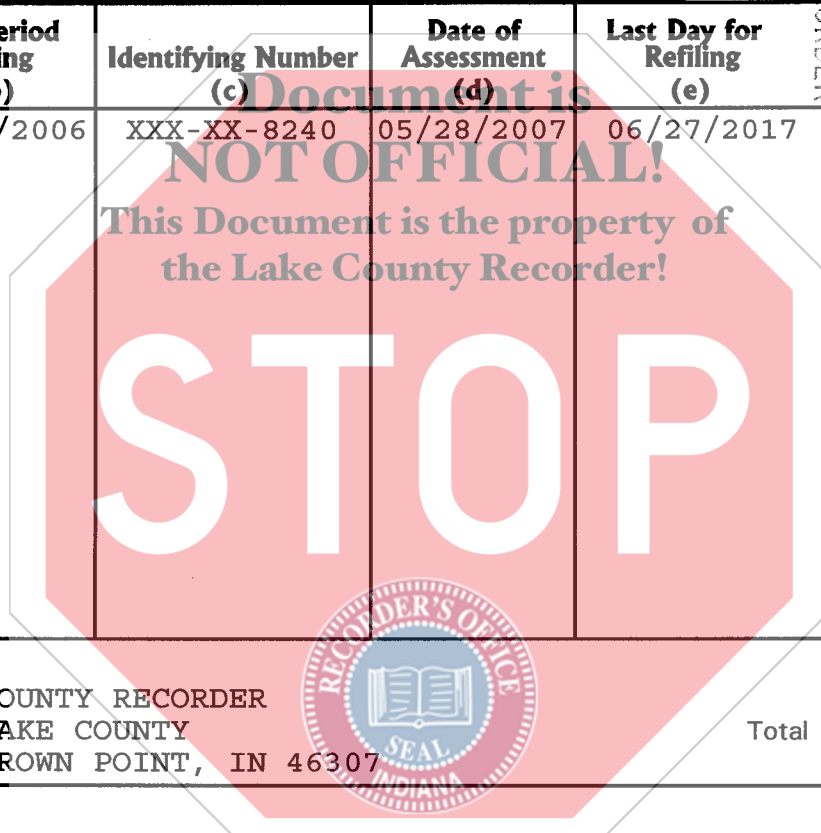 eriod
ing
Identifying Number
(c)
Date of
Assessment
(d)
Last Day for
Refiling
(e)
/2006 XXX-XX-8240 05/28/2007 06/27/2017
Document is
NOT OFFICIAL!
This Document is the property of
the Lake County Recorder!
STOP
RECORDER'S OFFICE
SEAL
INDIANA
OUNTY RECORDER
AKE COUNTY
ROWN POINT, IN 46307
Total